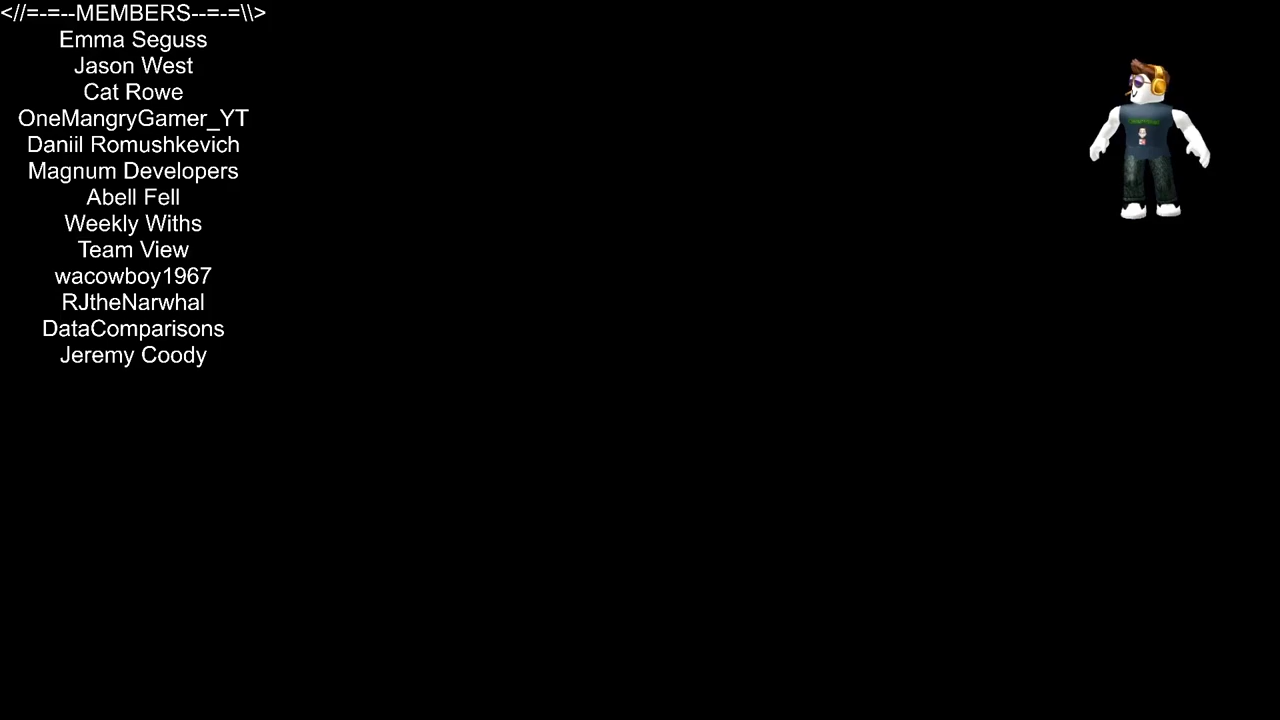 <//=-=--MEMBERS--=-=\\>
Emma Seguss
Jason West
Cat Rowe
OneMangryGamer_YT
Daniil Romushkevich
Magnum Developers
Abell Fell
Weekly Withs
Team View
wacowboy1967
RJtheNarwhal
DataComparisons
Jeremy Coody